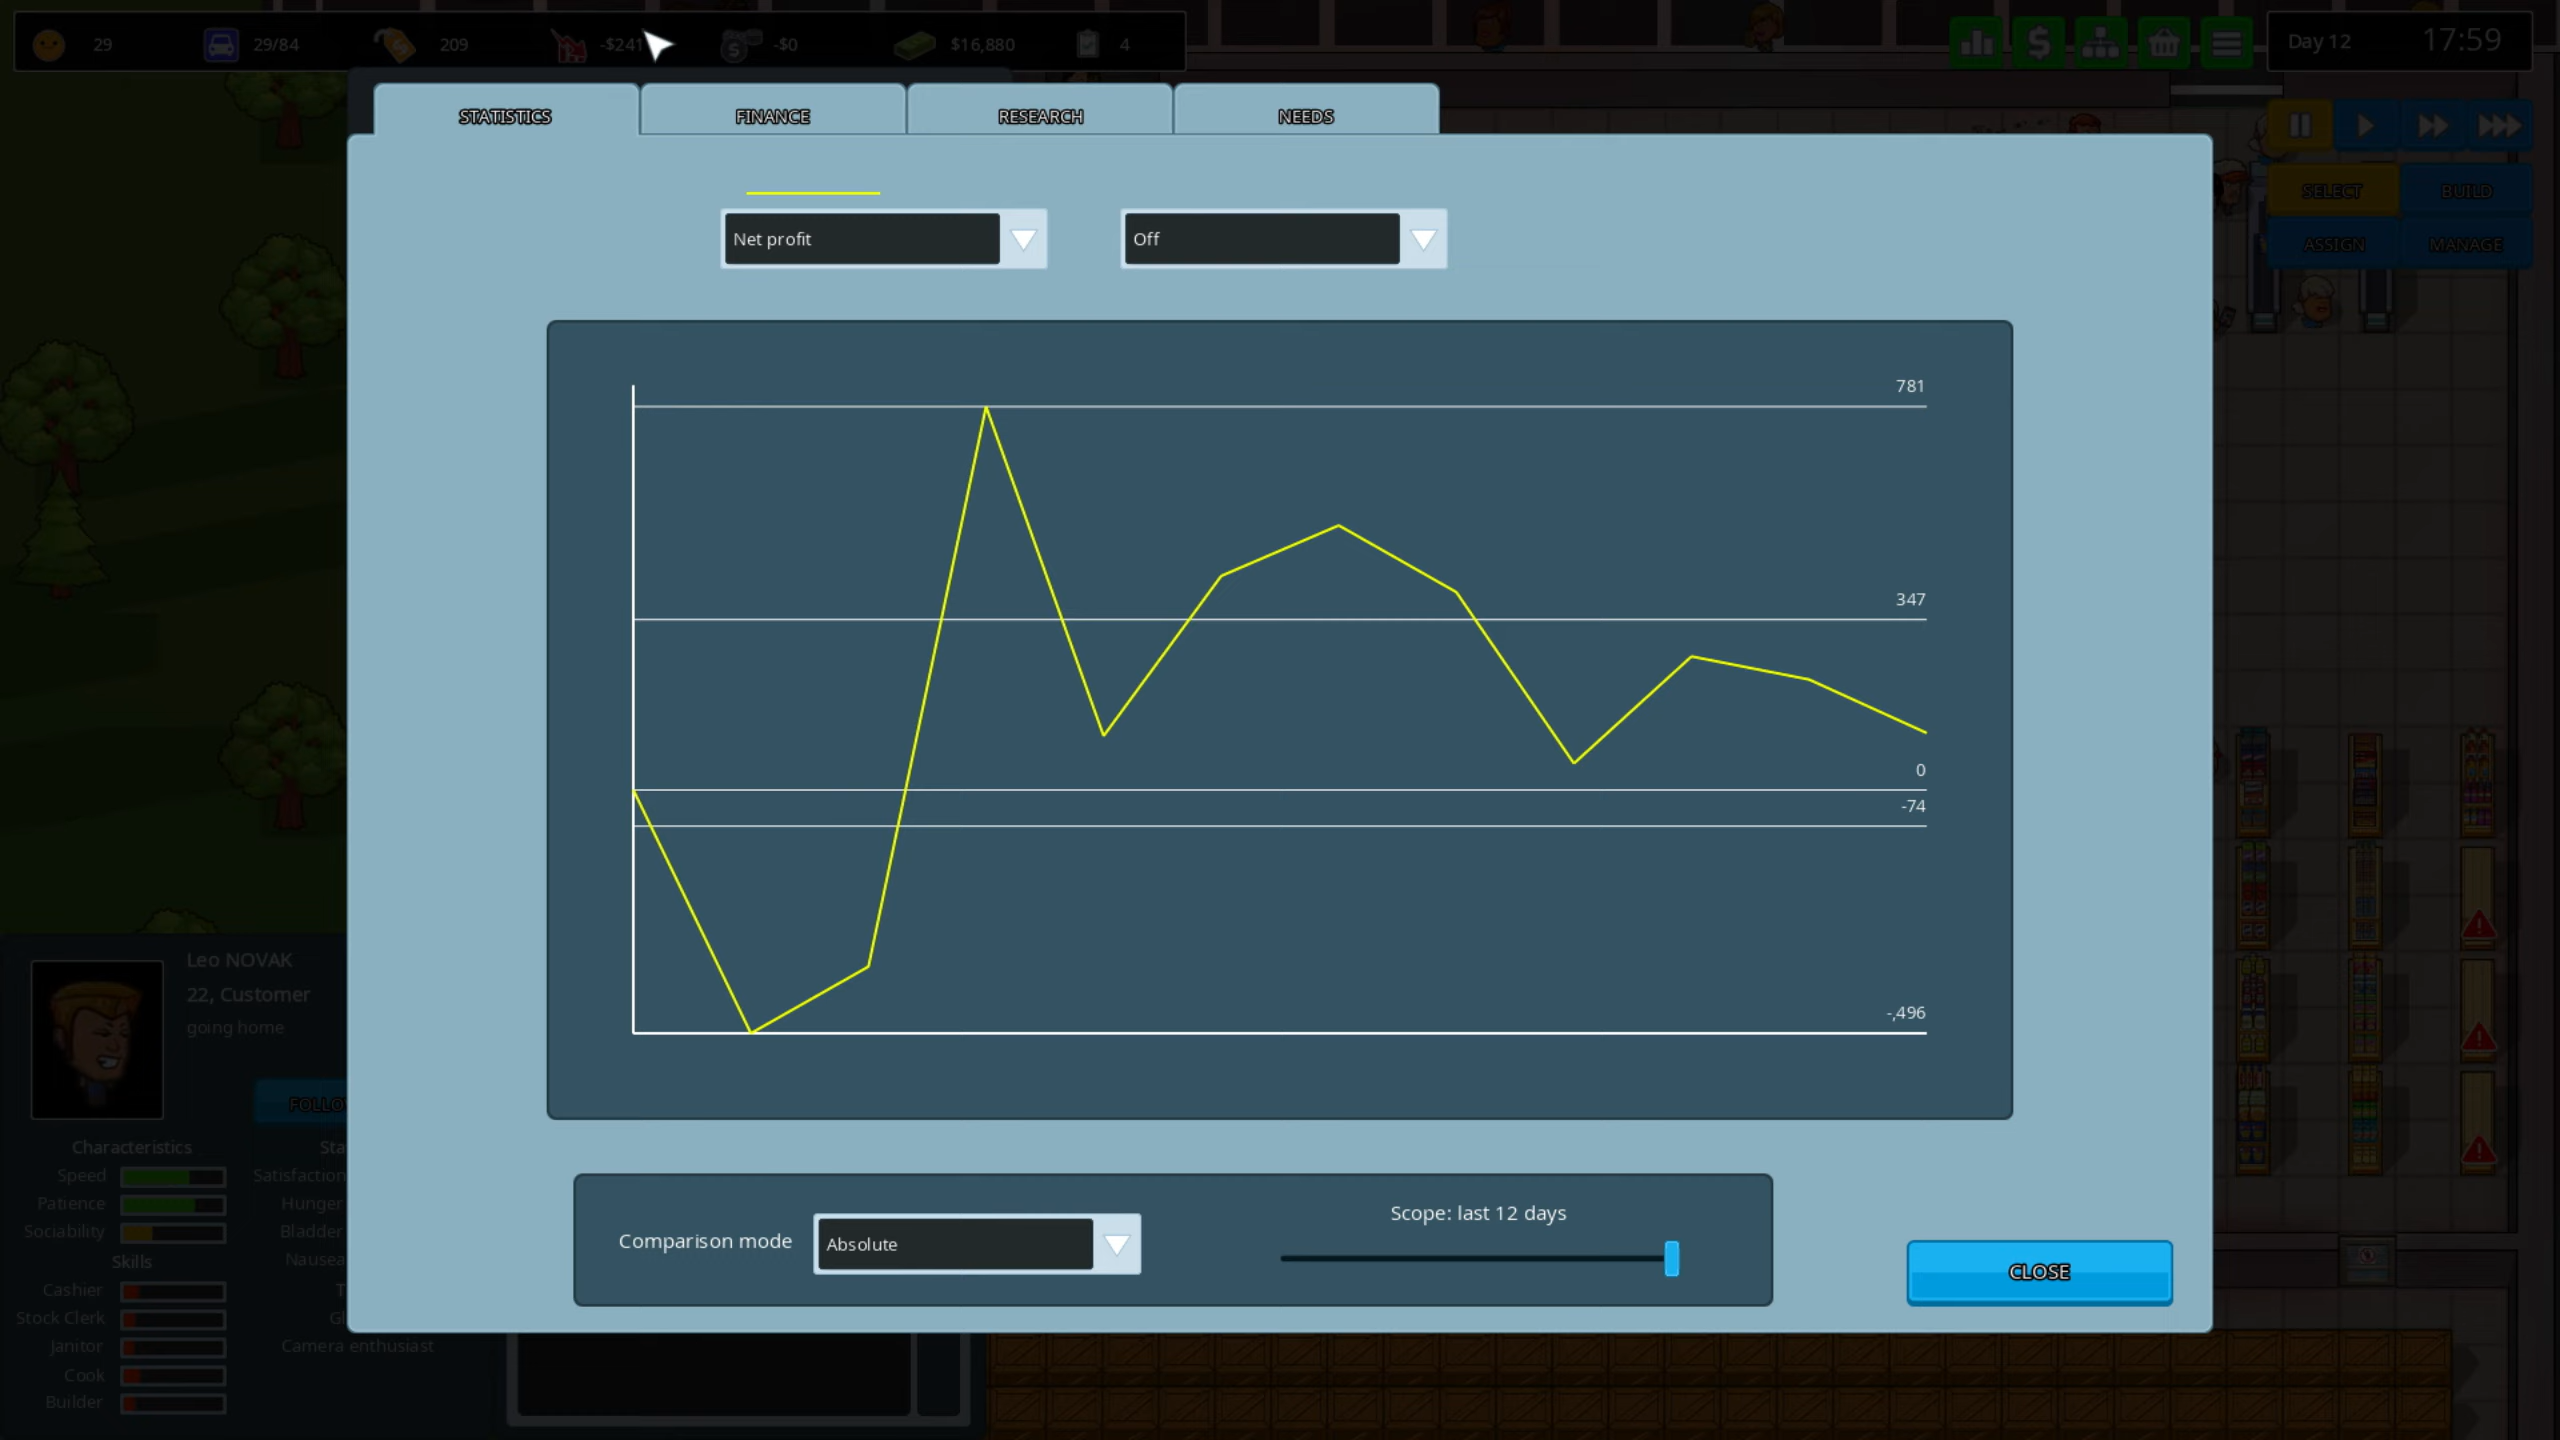 29 29/84 209 -$241 -$0 $16,880 4 Day 12 17:59
STATISTICS FINANCE RESEARCH NEEDS
SELECT BUILD
Net profit Off
ASSIGN MANAGE
781
347
0
-74
-,496
Leo NOVAK
22, Customer
going home
FOLLO
Characteristics
Speed Satisfaction
Patience Hunger
Sociability Bladder
Skills Nausea
Cashier
Stock Clerk
Janitor Camera enthusiast
Cook
Builder
Scope: last 12 days
Comparison mode Absolute
CLOSE